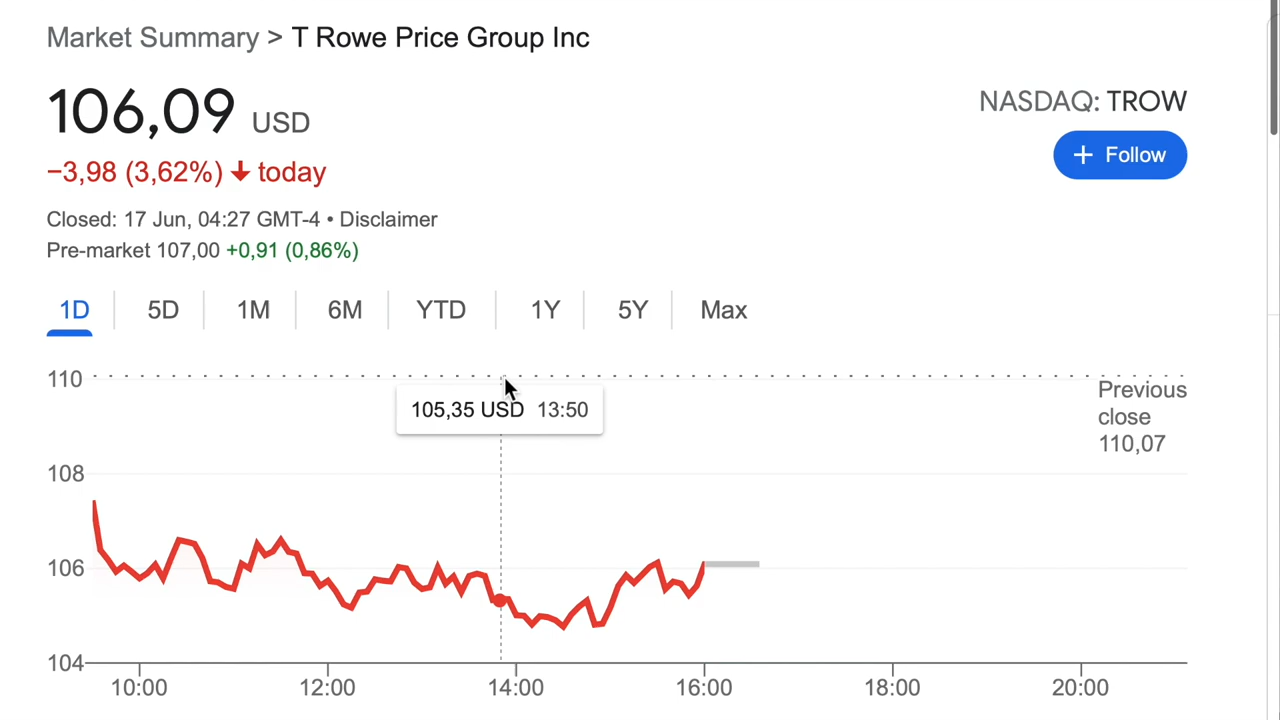 Market Summary > T Rowe Price Group Inc
106,09 USD
NASDAQ: TROW
−3,98 (3,62%) ↓ today
+ Follow
Closed: 17 Jun, 04:27 GMT-4 • Disclaimer
Pre-market 107,00 +0,91 (0,86%)
1D 5D 1M 6M YTD 1Y 5Y Max
110
Previous
close
110,07
105,35 USD 13:50
108
106
104
10:00 12:00 14:00 16:00 18:00 20:00